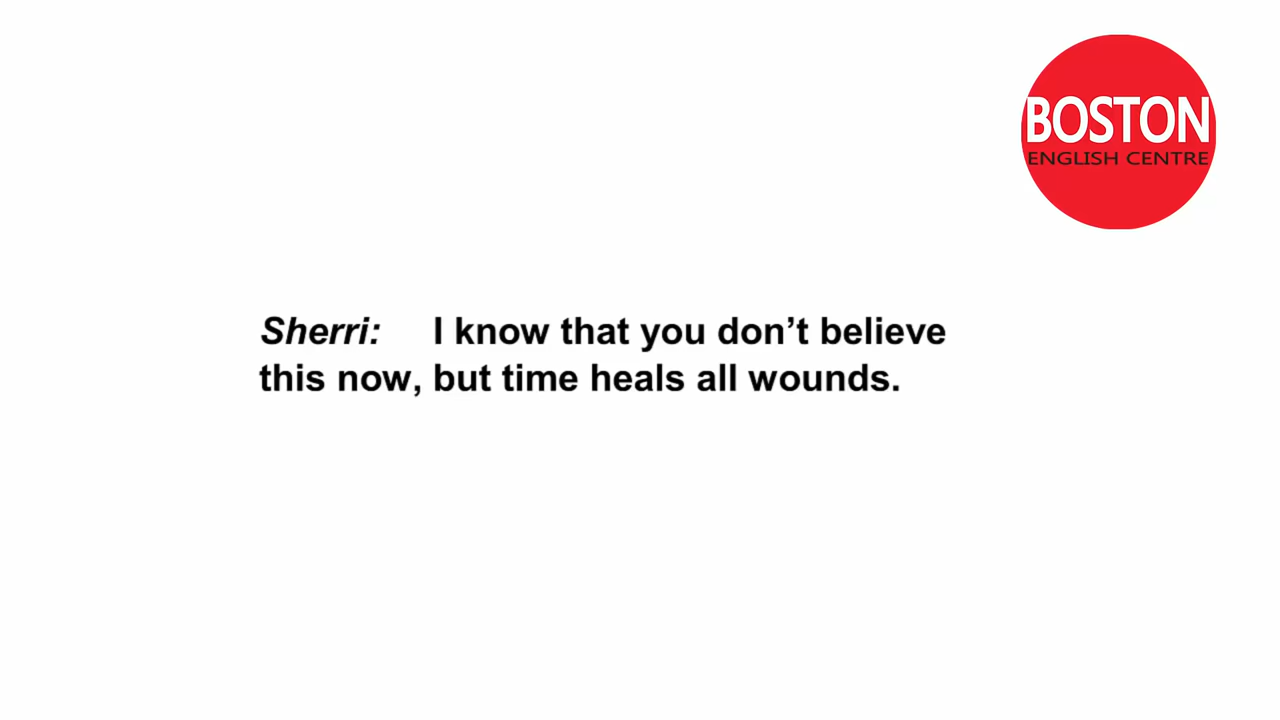 BOSTON
ENGLISH CENTRE
Sherri: I know that you don’t believe
this now, but time heals all wounds.